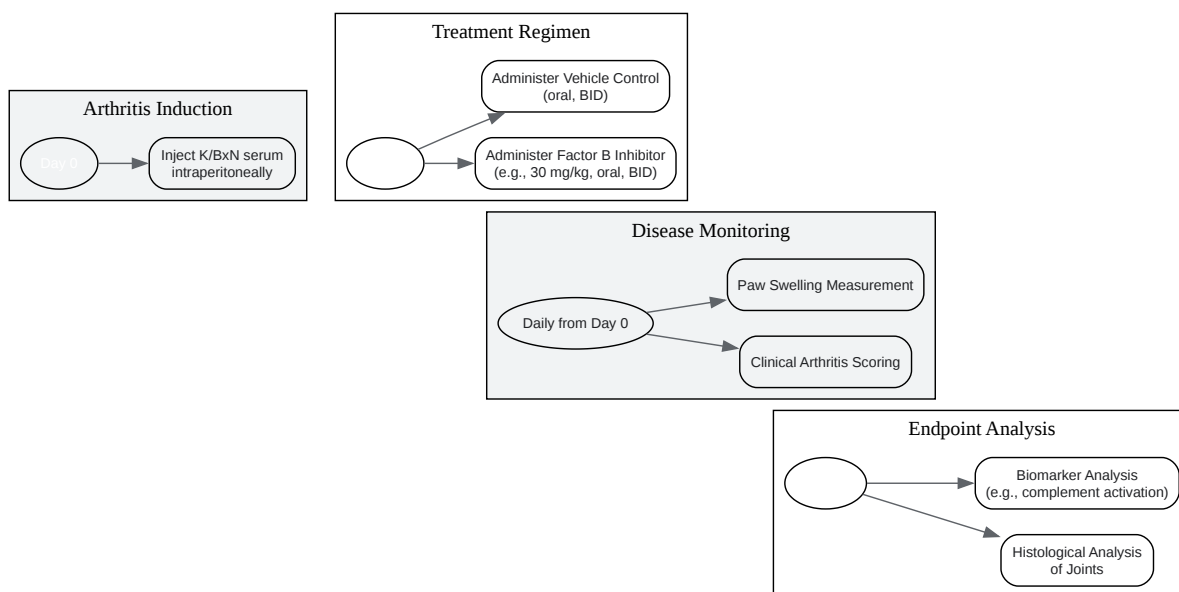 Treatment Regimen
Administer Vehicle Control
(oral, BID)
Administer Factor B Inhibitor
(e.g., 30 mg/kg, oral, BID)
Arthritis Induction
Day 0
Inject K/BxN serum
intraperitoneally
Disease Monitoring
Daily from Day 0
Paw Swelling Measurement
Clinical Arthritis Scoring
Endpoint Analysis
Biomarker Analysis
(e.g., complement activation)
Histological Analysis
of Joints